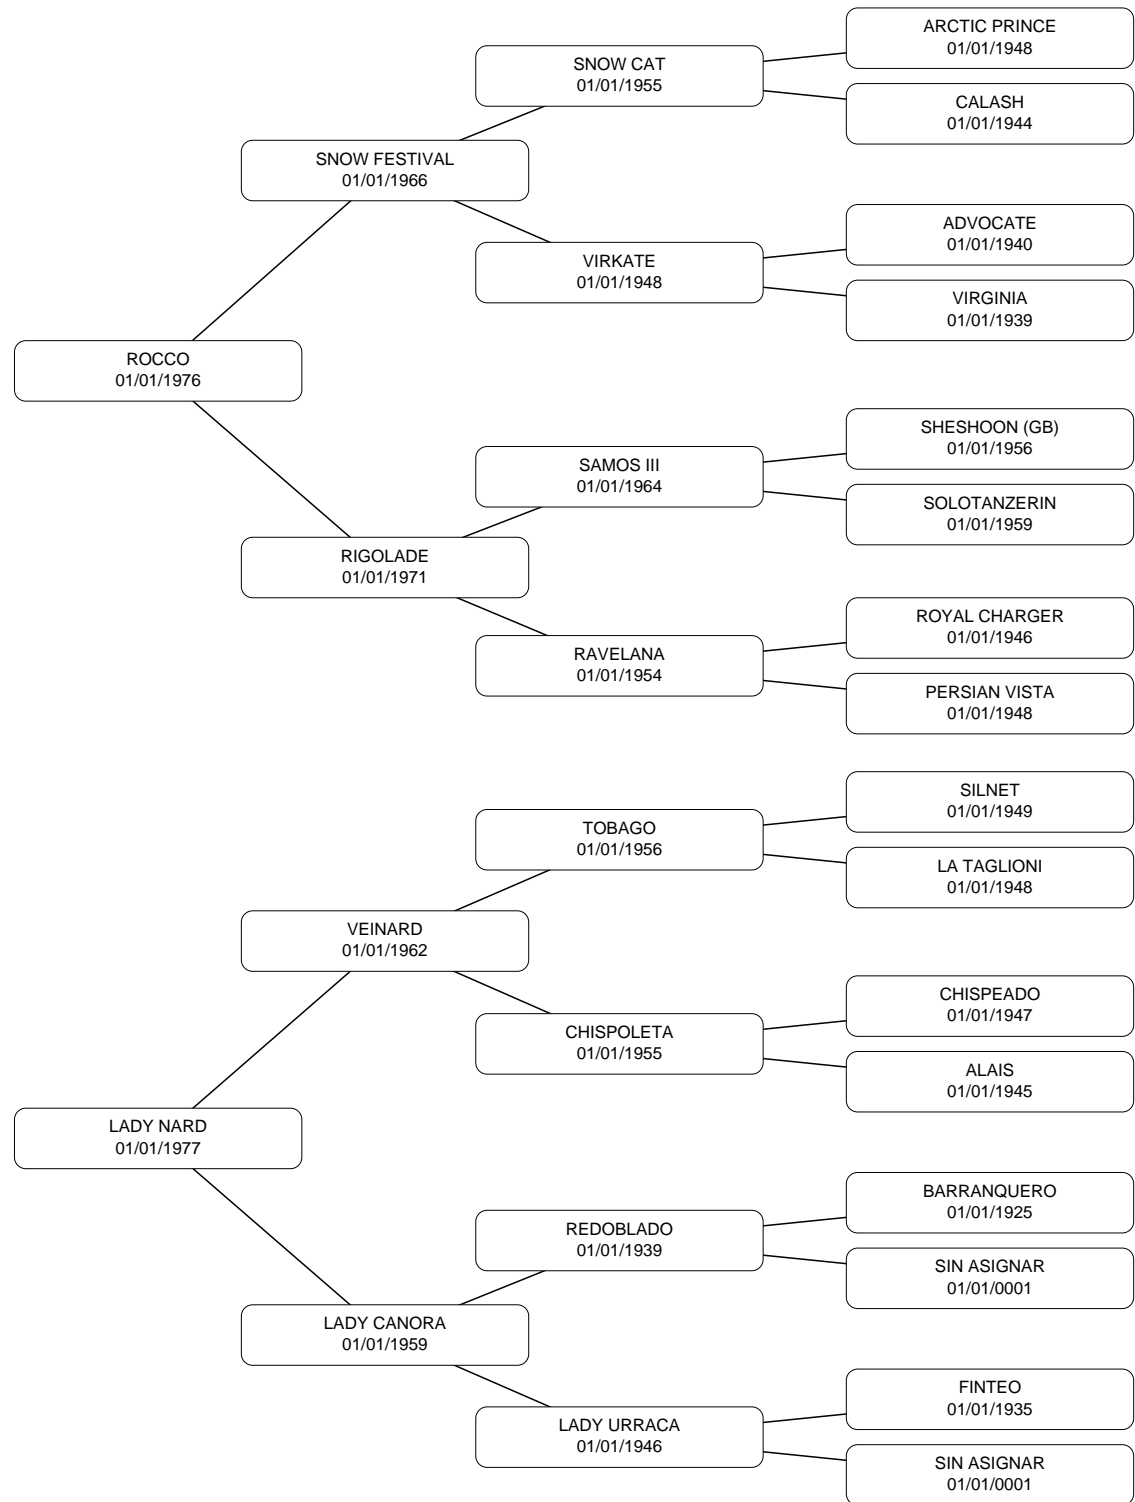 ARCTIC PRINCE
01/01/1948
SNOW CAT
01/01/1955
CALASH
01/01/1944
SNOW FESTIVAL
01/01/1966
ADVOCATE
01/01/1940
VIRKATE
01/01/1948
VIRGINIA
01/01/1939
ROCCO
01/01/1976
SHESHOON (GB)
01/01/1956
SAMOS III
01/01/1964
SOLOTANZERIN
01/01/1959
RIGOLADE
01/01/1971
ROYAL CHARGER
01/01/1946
RAVELANA
01/01/1954
PERSIAN VISTA
01/01/1948
SILNET
01/01/1949
TOBAGO
01/01/1956
LA TAGLIONI
01/01/1948
VEINARD
01/01/1962
CHISPEADO
01/01/1947
CHISPOLETA
01/01/1955
ALAIS
01/01/1945
LADY NARD
01/01/1977
BARRANQUERO
01/01/1925
REDOBLADO
01/01/1939
SIN ASIGNAR
01/01/0001
LADY CANORA
01/01/1959
FINTEO
01/01/1935
LADY URRACA
01/01/1946
SIN ASIGNAR
01/01/0001